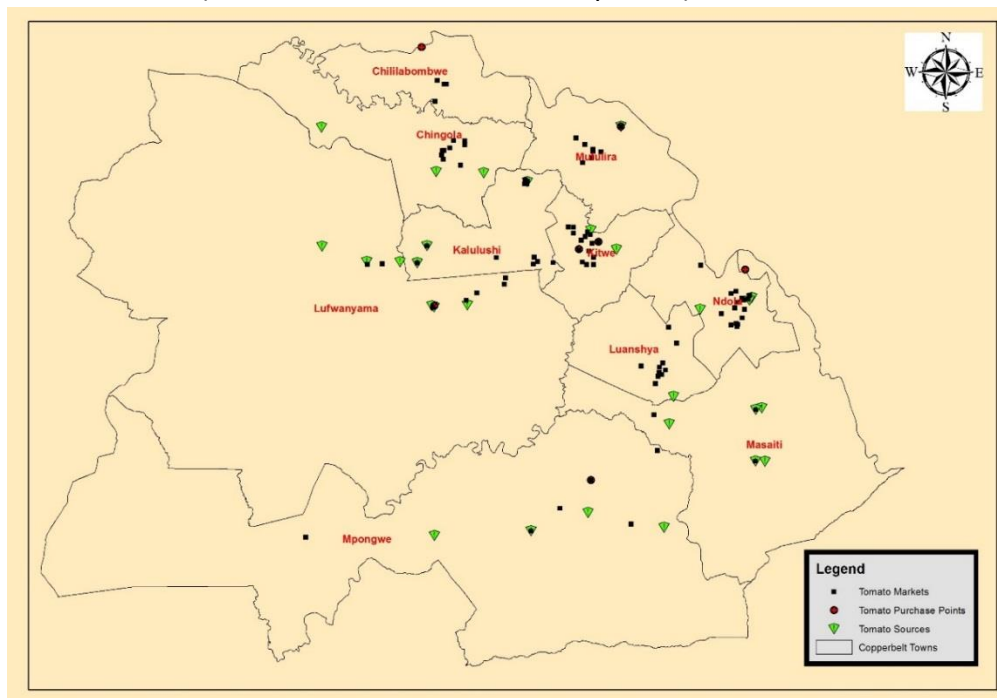 N
W E
S
Chililabombwe
Chingola
Mufulira
Kalulushi
Kitwe
Lufwanyama
Ndola
Luanshya
Masaiti
Mpongwe
Legend
Tomato Markets
Tomato Purchase Points
Tomato Sources
Copperbelt Towns